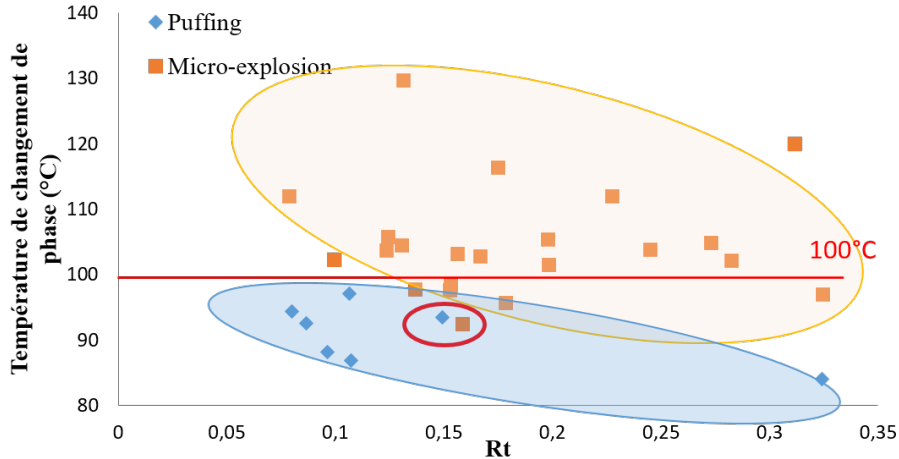 Température de changement de
phase (°C)
140
130
120
110
100
90
80
Puffing
Micro-explosion
100°C
0
0,05
0,1
0,15
0,2
0,25
0,3
0,35
Rt